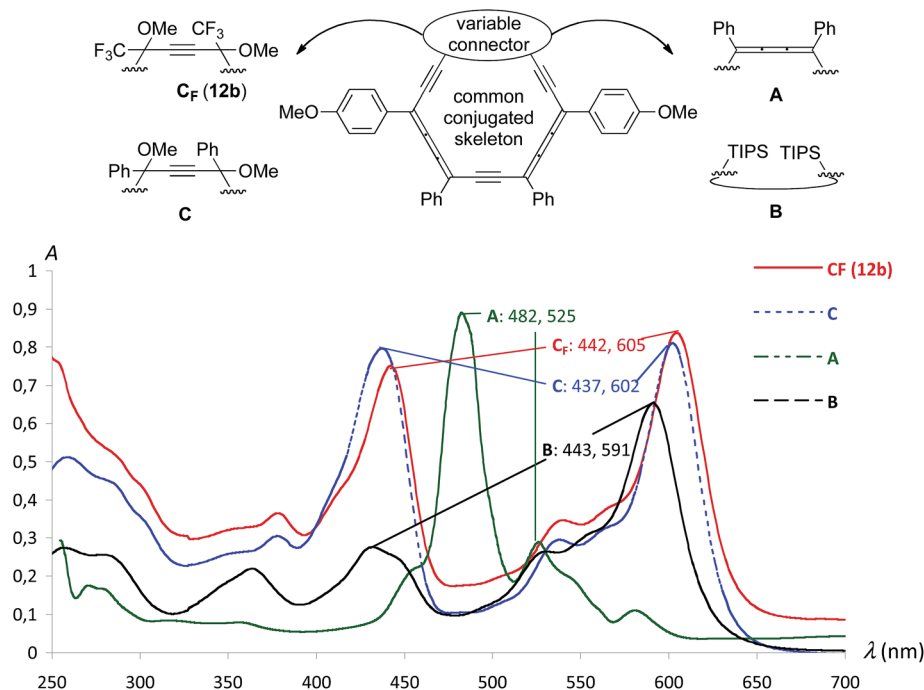 OMe
CF₃
F₃C
OMe
C_F (12b)
OMe
Ph
Ph
OMe
C
variable
connector
common
conjugated
skeleton
MeO
OMe
Ph
Ph
Ph
Ph
A
TIPS TIPS
B
A
1
0,9
0,8
0,7
0,6
0,5
0,4
0,3
0,2
0,1
0
250 300 350 400 450 500 550 600 650 700
λ (nm)
A: 482, 525
C_F: 442, 605
C: 437, 602
B: 443, 591
CF (12b)
C
A
B